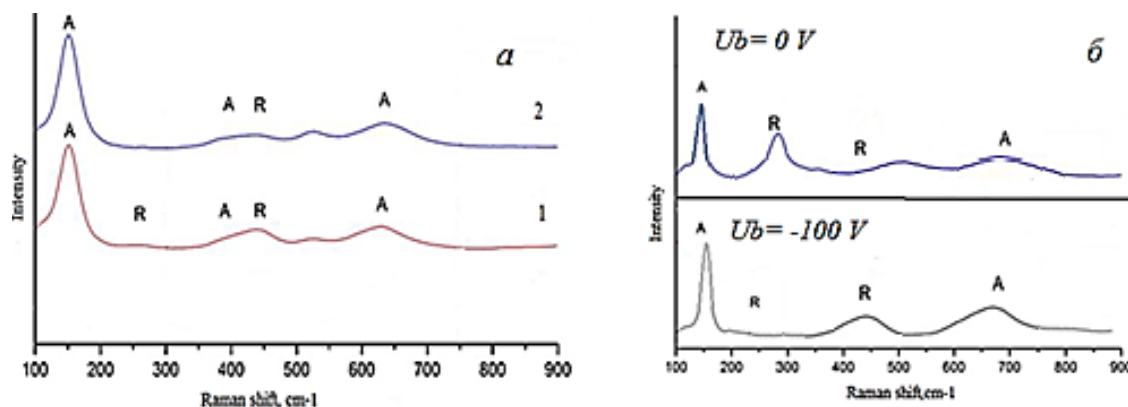 A
a
A R A
2
A
R A R A
1
Intensity
100 200 300 400 500 600 700 800 900
Raman shift, cm-1
Ub= 0 V
б
A
R
R
A
Ub= -100 V
A
R
R
A
Intensity
100 200 300 400 500 600 700 800 900
Raman shift,cm-1